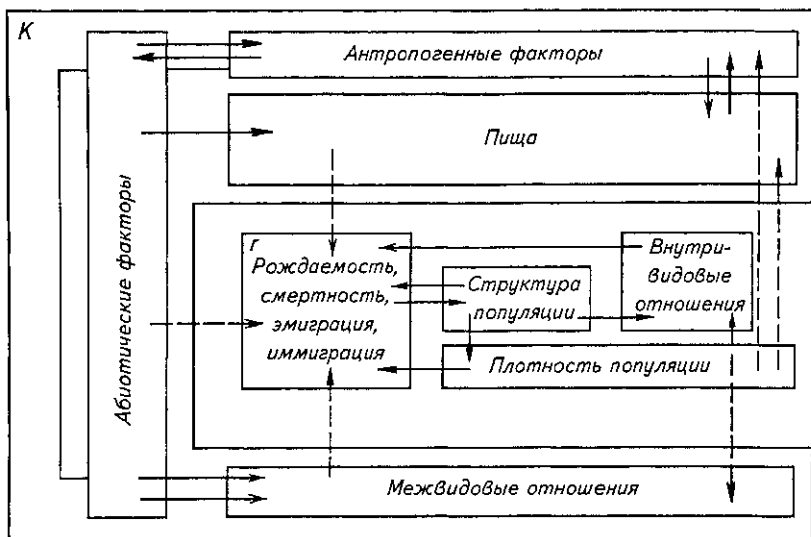 K
Антропогенные факторы
Пища
Абиотические факторы
r
Рождаемость,
смертность,
эмиграция,
иммиграция
Структура
популяции
Внутри-
видовые
отношения
Плотность популяции
Межвидовые отношения